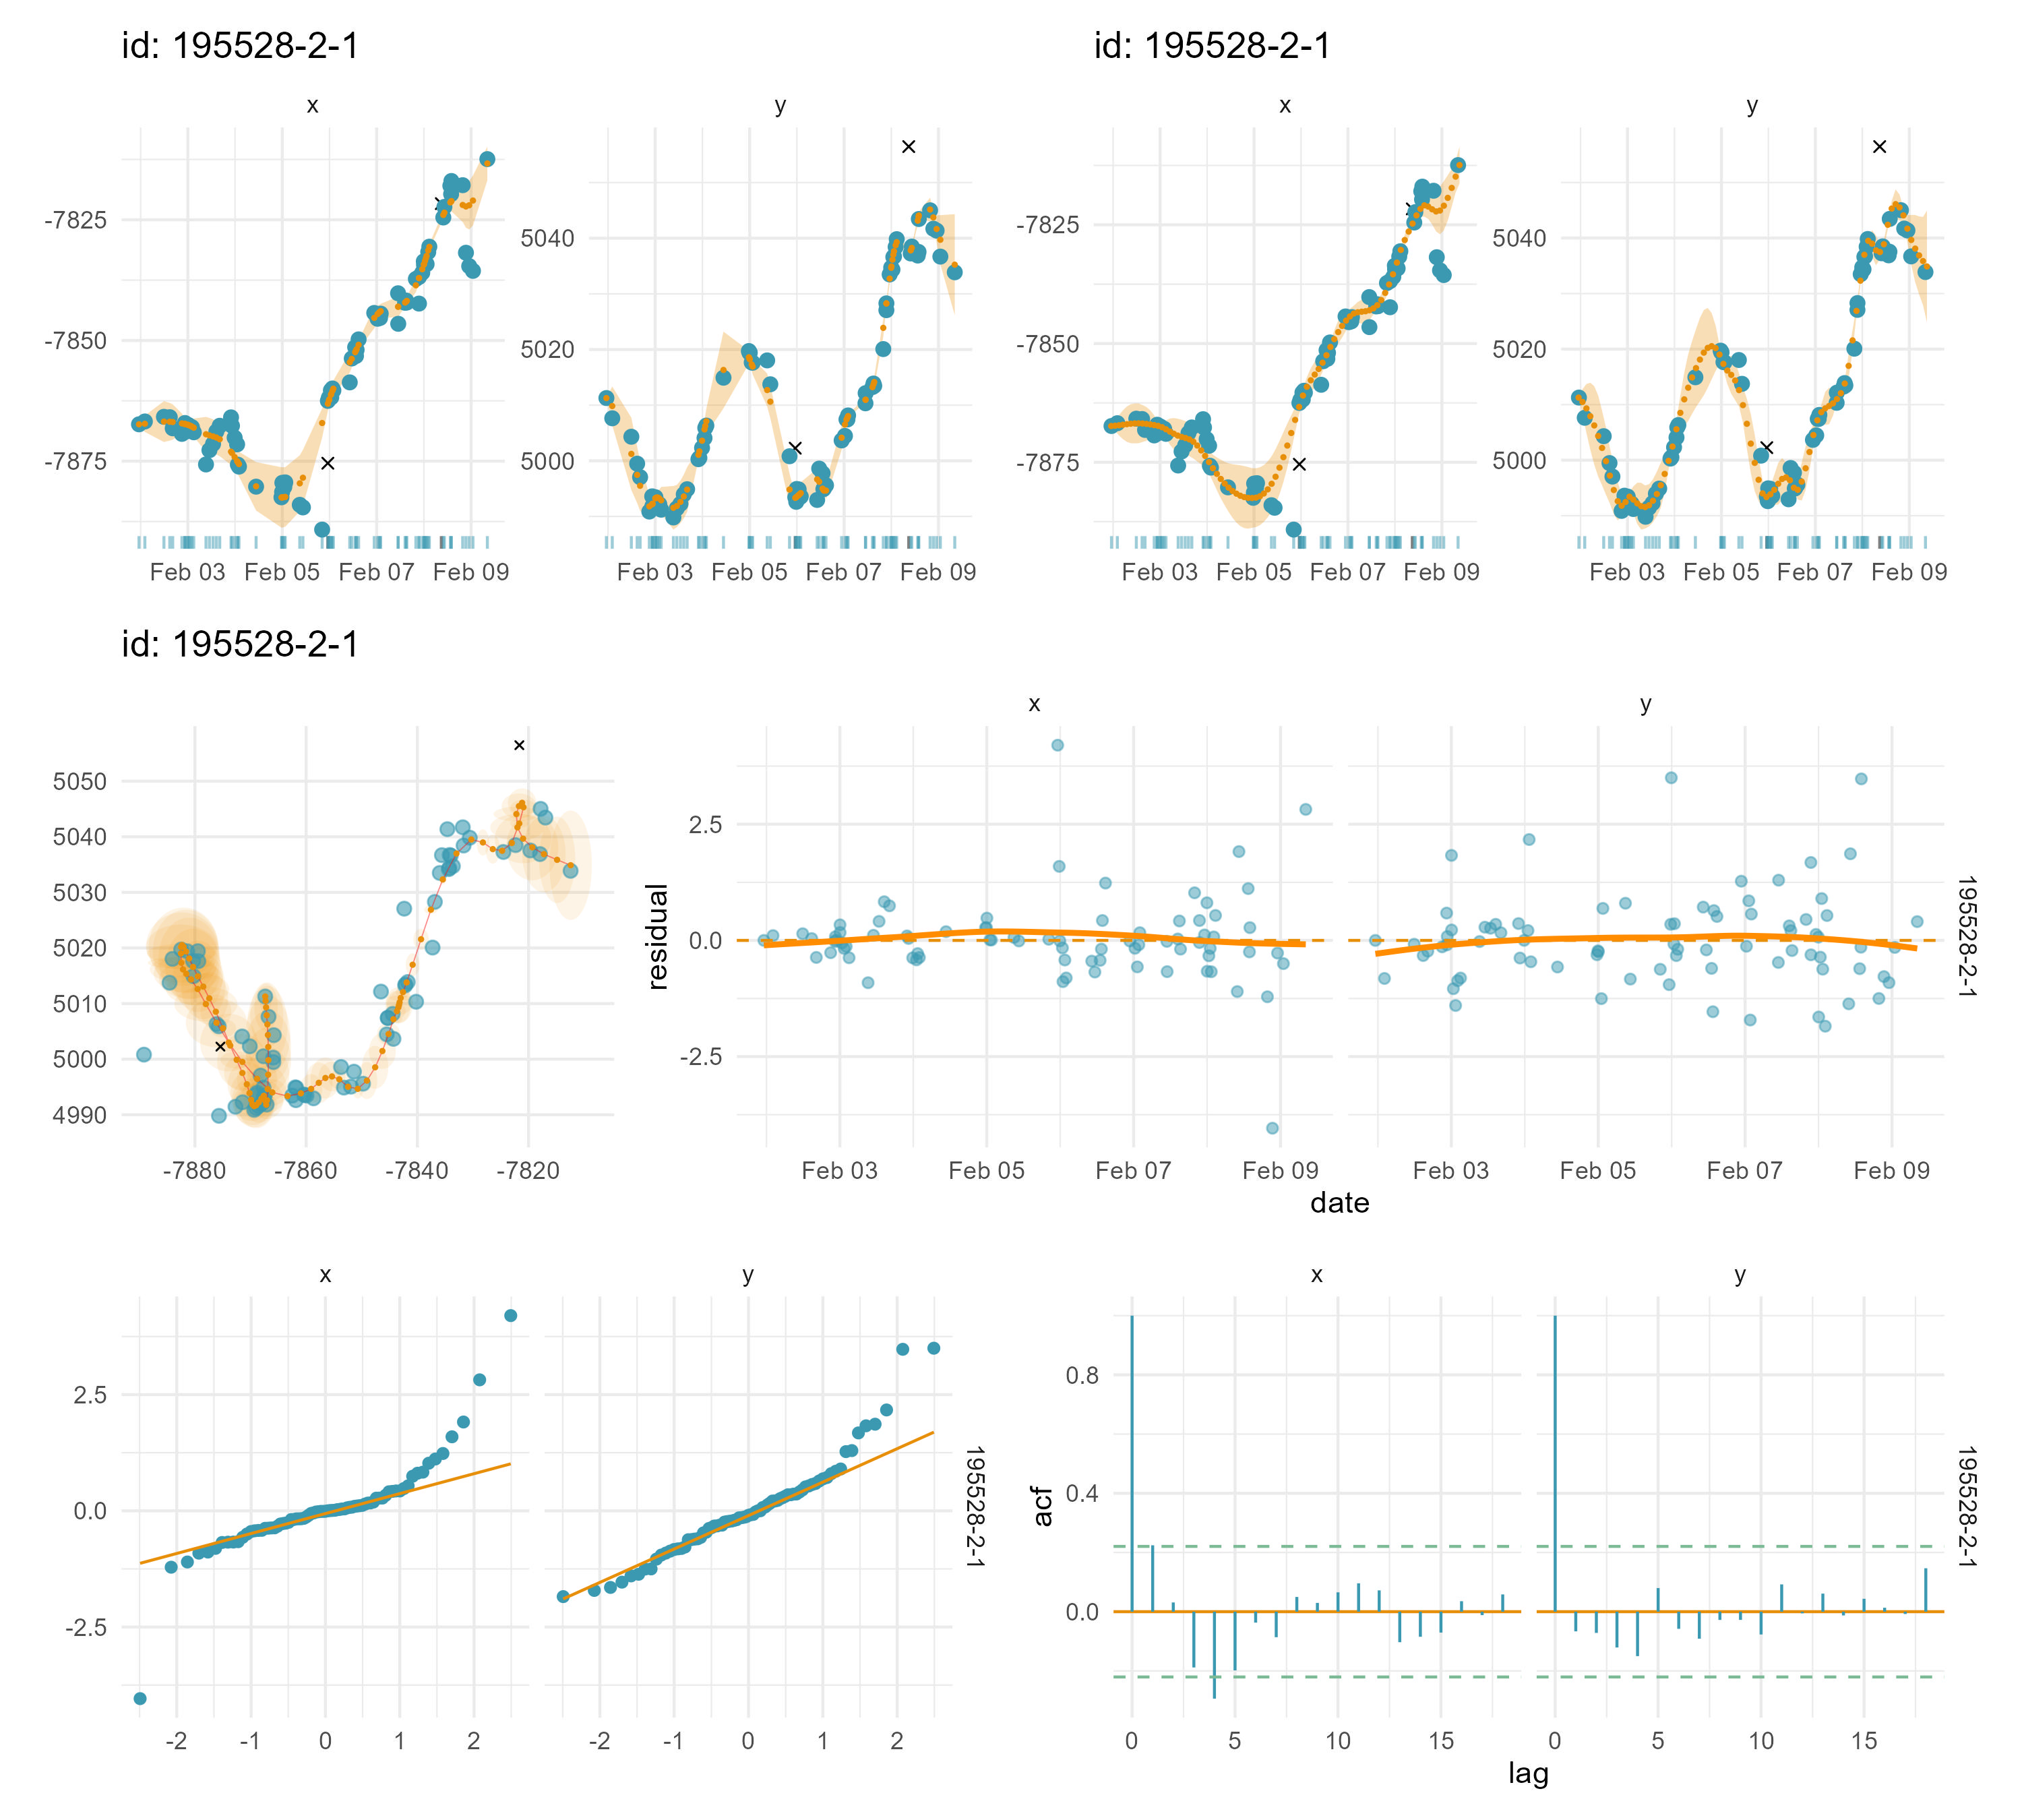 id: 195528-2-1
id: 195528-2-1
x
y
x
y
-7825
-7850
-7875
5040
5020
5000
-7825
-7850
-7875
5040
5020
5000
Feb 03 Feb 05 Feb 07 Feb 09
Feb 03 Feb 05 Feb 07 Feb 09
Feb 03 Feb 05 Feb 07 Feb 09
Feb 03 Feb 05 Feb 07 Feb 09
id: 195528-2-1
5050
5040
5030
5020
5010
5000
4990
-7880 -7860 -7840 -7820
x
y
residual
2.5
0.0
-2.5
195528-2-1
Feb 03 Feb 05 Feb 07 Feb 09
Feb 03 Feb 05 Feb 07 Feb 09
date
x
y
2.5
0.0
-2.5
195528-2-1
-2 -1 0 1 2
-2 -1 0 1 2
x
y
acf
0.8
0.4
0.0
195528-2-1
0 5 10 15
0 5 10 15
lag